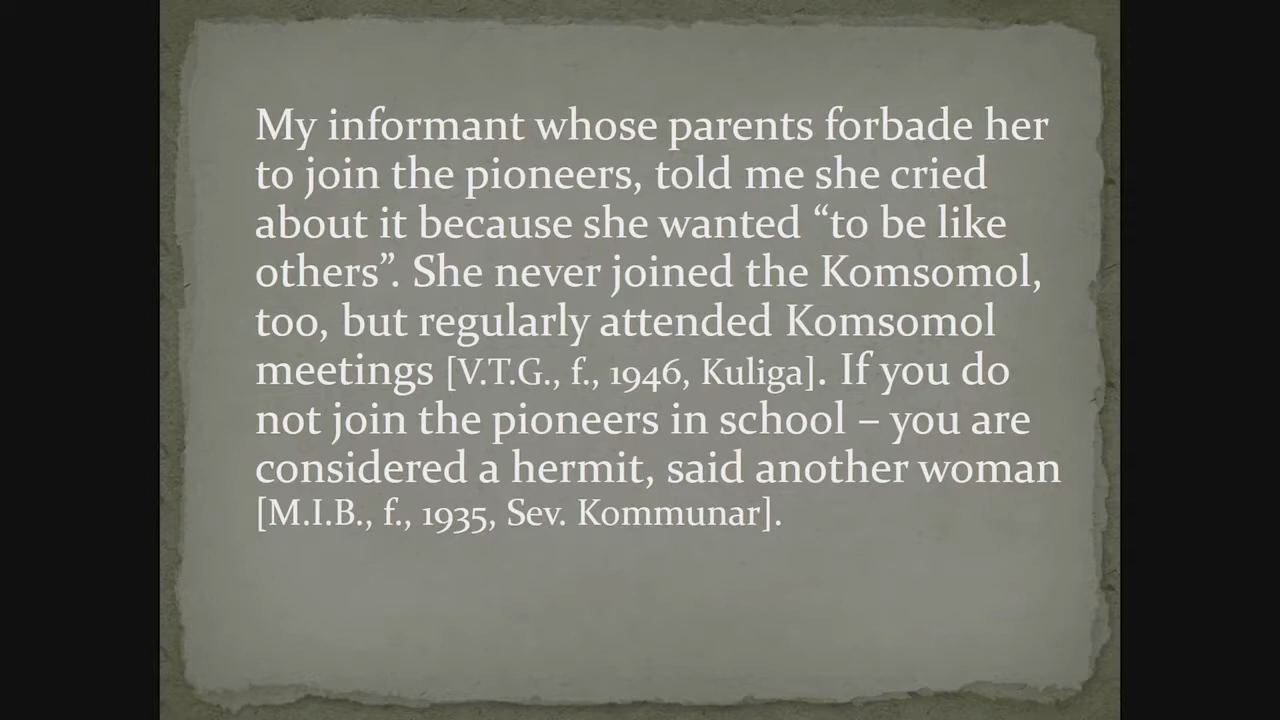 My informant whose parents forbade her
to join the pioneers, told me she cried
about it because she wanted “to be like
others”. She never joined the Komsomol,
too, but regularly attended Komsomol
meetings [V.T.G., f., 1946, Kuliga]. If you do
not join the pioneers in school – you are
considered a hermit, said another woman
[M.I.B., f., 1935, Sev. Kommunar].